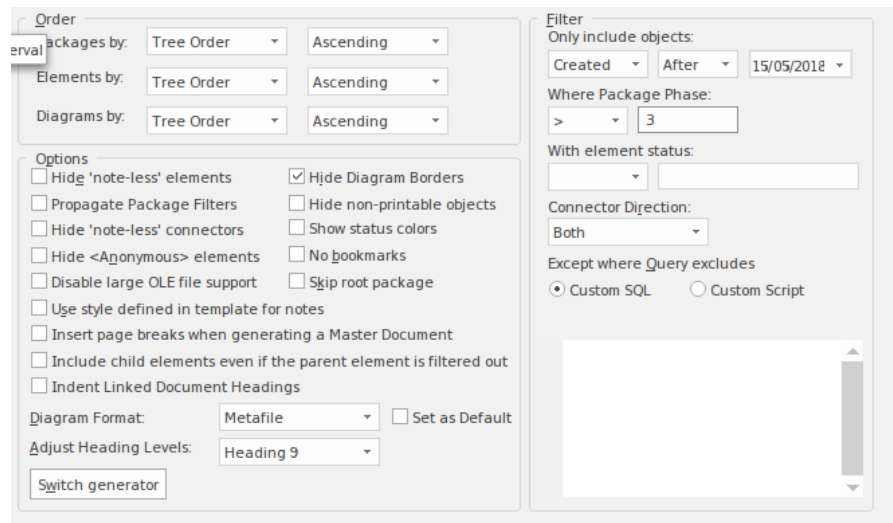 Order
Packages by: Tree Order Ascending
erval
Elements by: Tree Order Ascending
Diagrams by: Tree Order Ascending
Options
Hide 'note-less' elements
Hide Diagram Borders
Propagate Package Filters
Hide non-printable objects
Hide 'note-less' connectors
Show status colors
Hide <Anonymous> elements
No bookmarks
Disable large OLE file support
Skip root package
Use style defined in template for notes
Insert page breaks when generating a Master Document
Include child elements even if the parent element is filtered out
Indent Linked Document Headings
Diagram Format: Metafile Set as Default
Adjust Heading Levels: Heading 9
Switch generator
Filter
Only include objects:
Created After 15/05/2018
Where Package Phase:
> 3
With element status:
Connector Direction:
Both
Except where Query excludes
Custom SQL Custom Script